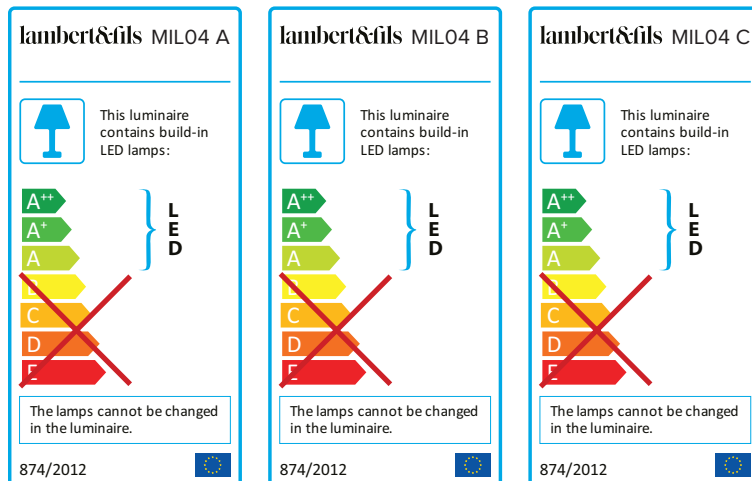 lambert&fils MIL04 A
This luminaire
contains build-in
LED lamps:
A++
A+
A
B
C
D
E
L
E
D
The lamps cannot be changed
in the luminaire.
874/2012
lambert&fils MIL04 B
This luminaire
contains build-in
LED lamps:
A++
A+
A
B
C
D
E
L
E
D
The lamps cannot be changed
in the luminaire.
874/2012
lambert&fils MIL04 C
This luminaire
contains build-in
LED lamps:
A++
A+
A
B
C
D
E
L
E
D
The lamps cannot be changed
in the luminaire.
874/2012